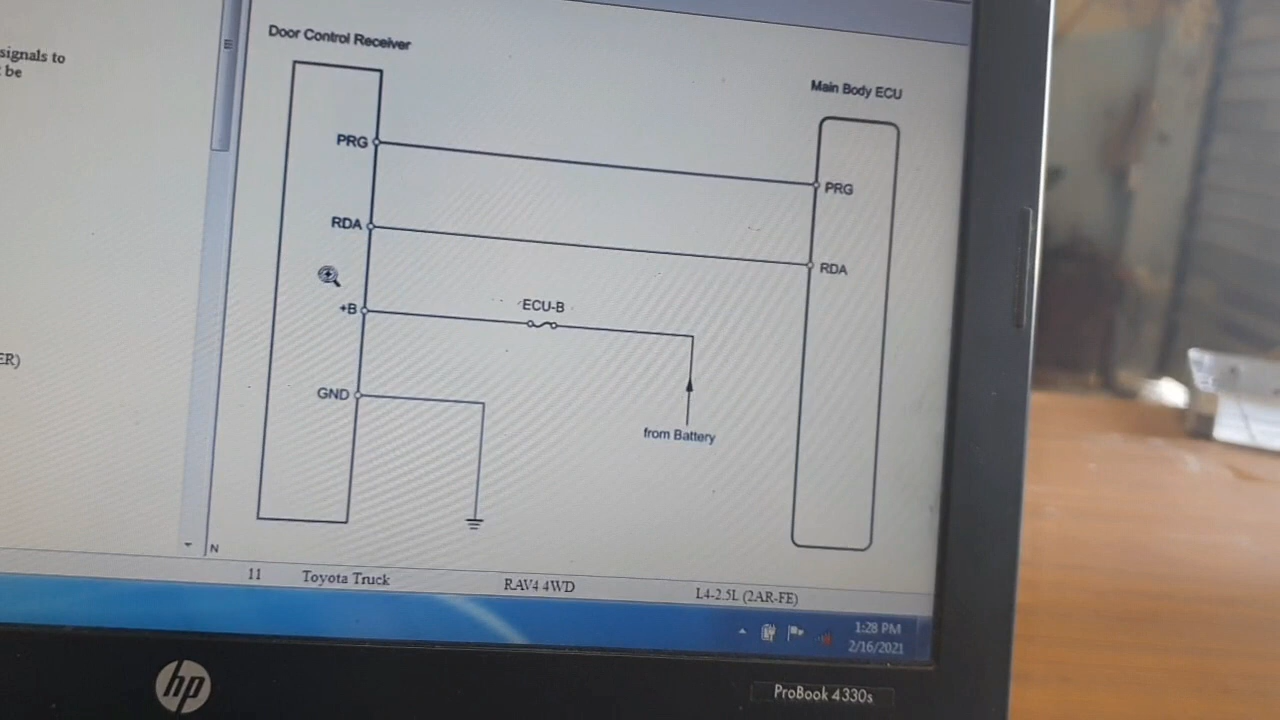 signals to
be
ER)
Door Control Receiver
Main Body ECU
PRG
PRG
RDA
RDA
+B
ECU-B
GND
from Battery
N
11 Toyota Truck RAV4 4WD L4-2.5L (2AR-FE)
1:28 PM
2/16/2021
hp
ProBook 4330s